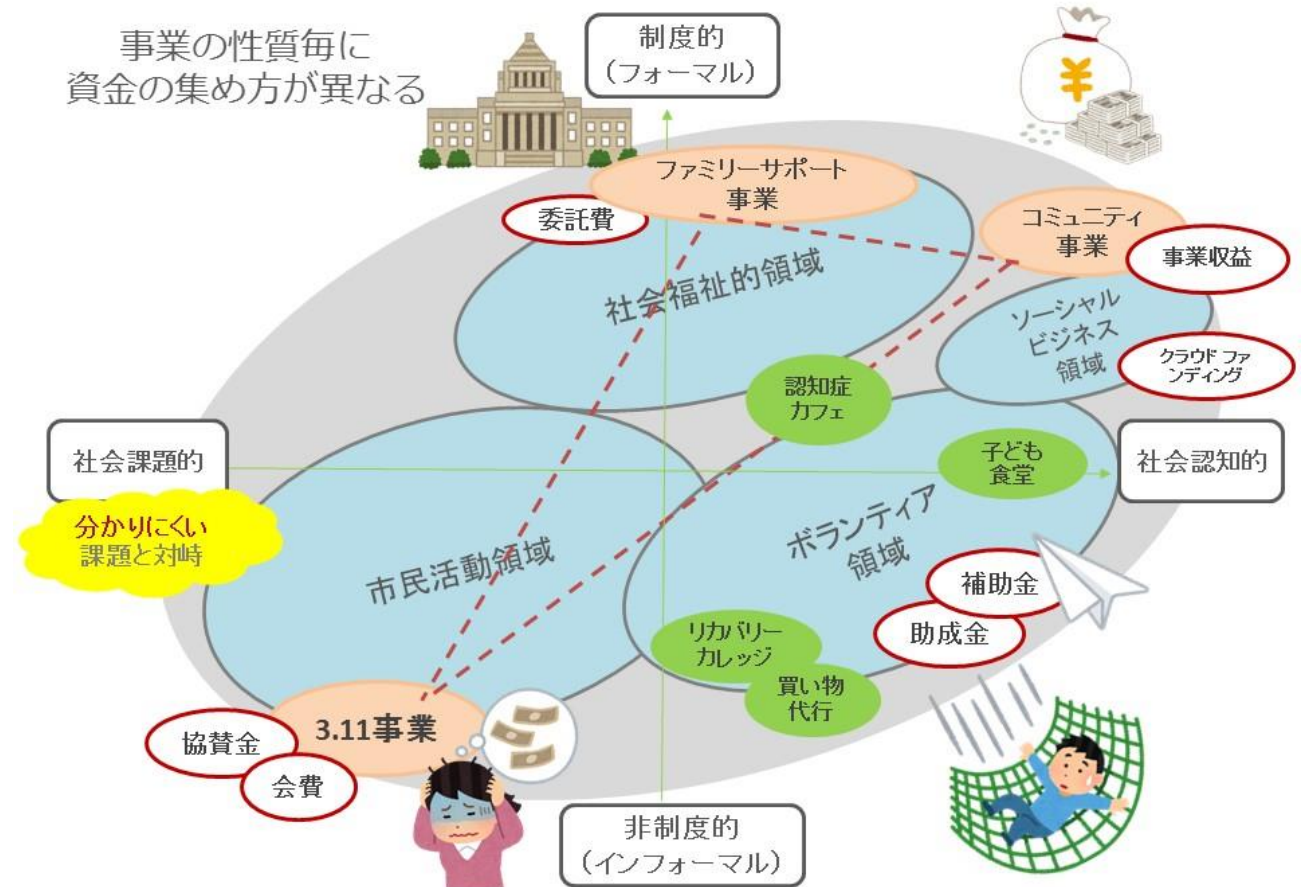 事業の性質毎に
資金の集め方が異なる
制度的
（フォーマル）
¥
ファミリーサポート
事業
委託費
コミュニティ
事業
事業収益
社会福祉的領域
ソーシャル
ビジネス
領域
クラウド ファ
ンディング
認知症
カフェ
社会課題的
子ども
食堂
社会認知的
分かりにくい
課題と対峙
市民活動領域
ボランティア
領域
補助金
助成金
リカバリー
カレッジ
買い物
代行
3.11事業
協賛金
会費
非制度的
（インフォーマル）